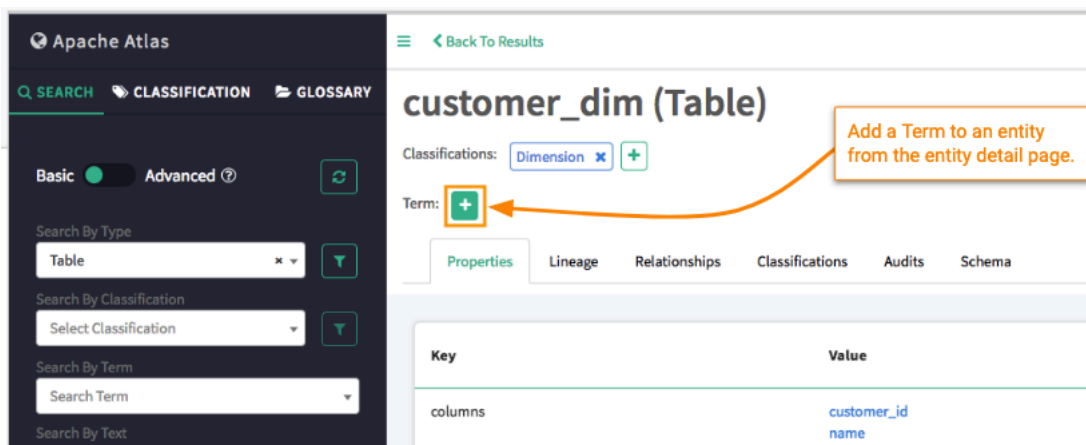 Apache Atlas
Back To Results
SEARCH CLASSIFICATION GLOSSARY
customer_dim (Table)
Add a Term to an entity
from the entity detail page.
Classifications: Dimension × +
Basic Advanced ?
Term: +
Search By Type
Table × 
Properties Lineage Relationships Classifications Audits Schema
Search By Classification
Select Classification
Key Value
Search By Term
Search Term
columns customer_id
name
Search By Text